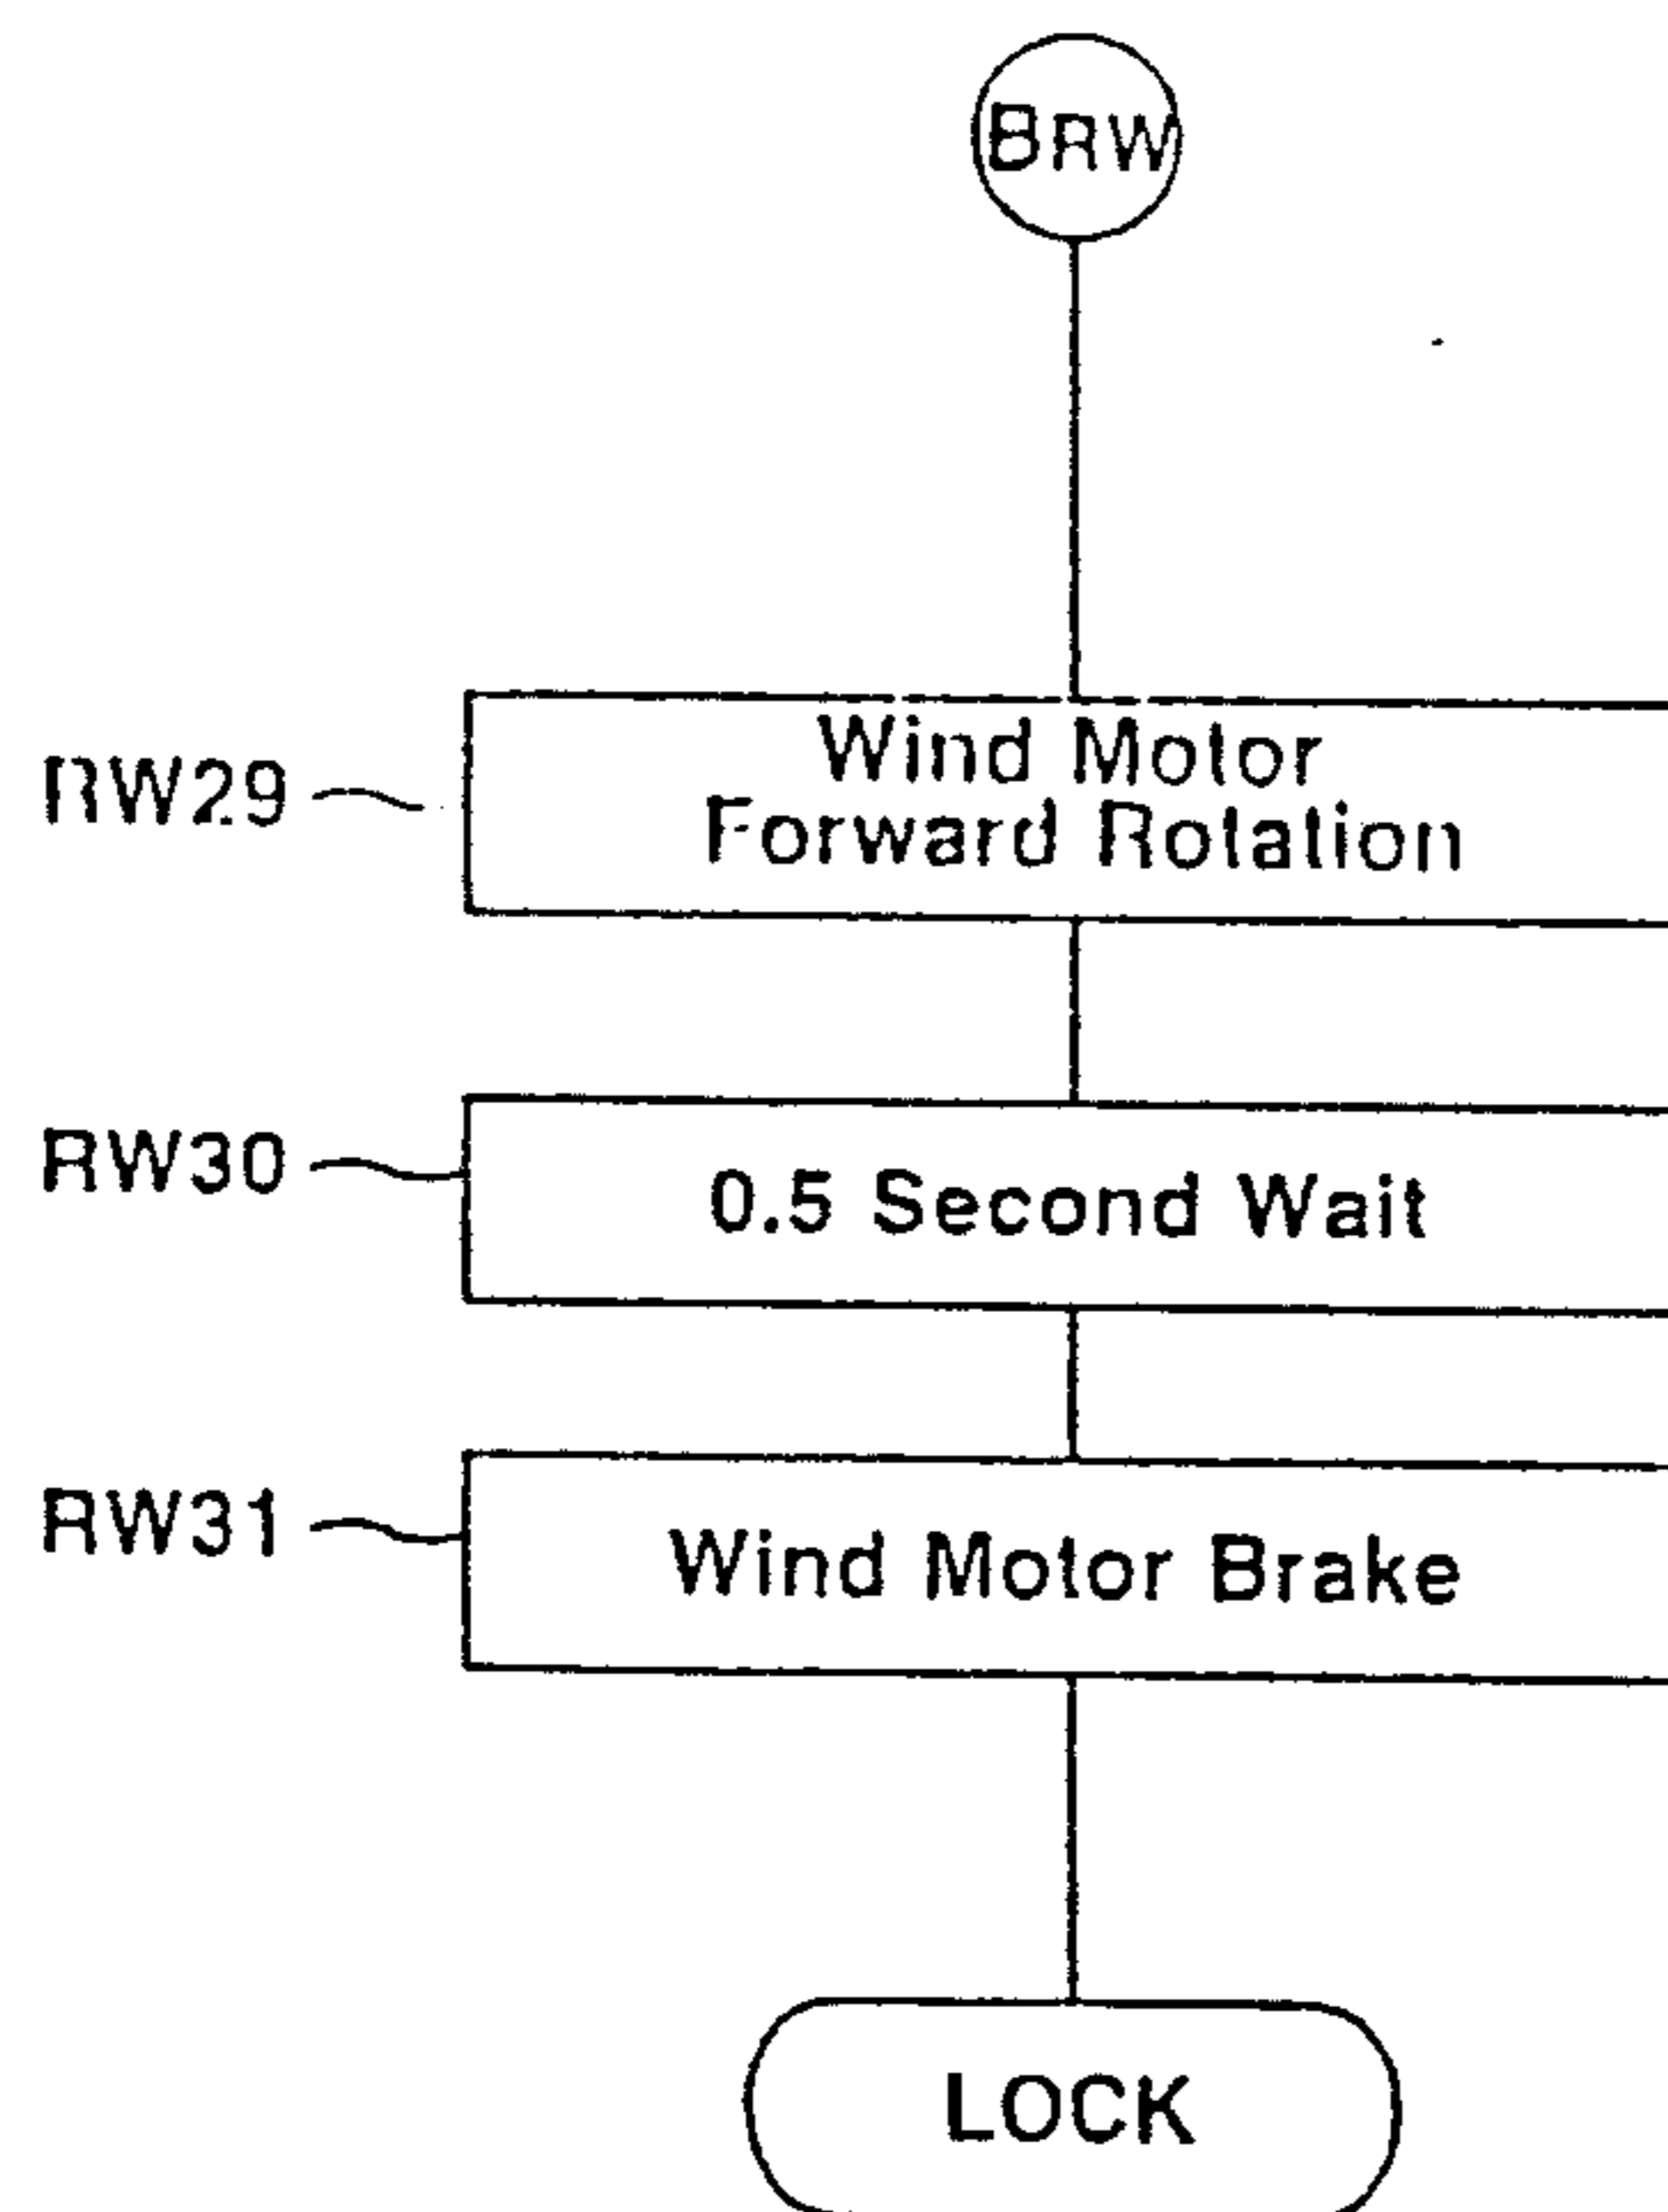 BRW
RW29
Wind Motor
Forward Rotation
RW30
0.5 Second Wait
RW31
Wind Motor Brake
LOCK